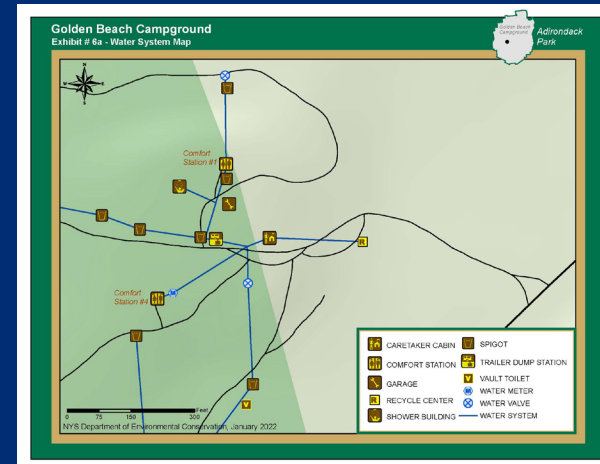 Golden Beach Campground
Exhibit # 6a - Water System Map
Golden Beach
Campground
Adirondack
Park
Comfort
Station #1
R
Comfort
Station #4
M
V
CARETAKER CABIN
SPIGOT
COMFORT STATION
TRAILER DUMP STATION
GARAGE
V
VAULT TOILET
M
WATER METER
R
RECYCLE CENTER
WATER VALVE
SHOWER BUILDING
WATER SYSTEM
Feet
0 75 150 300
NYS Department of Environmental Conservation, January 2022